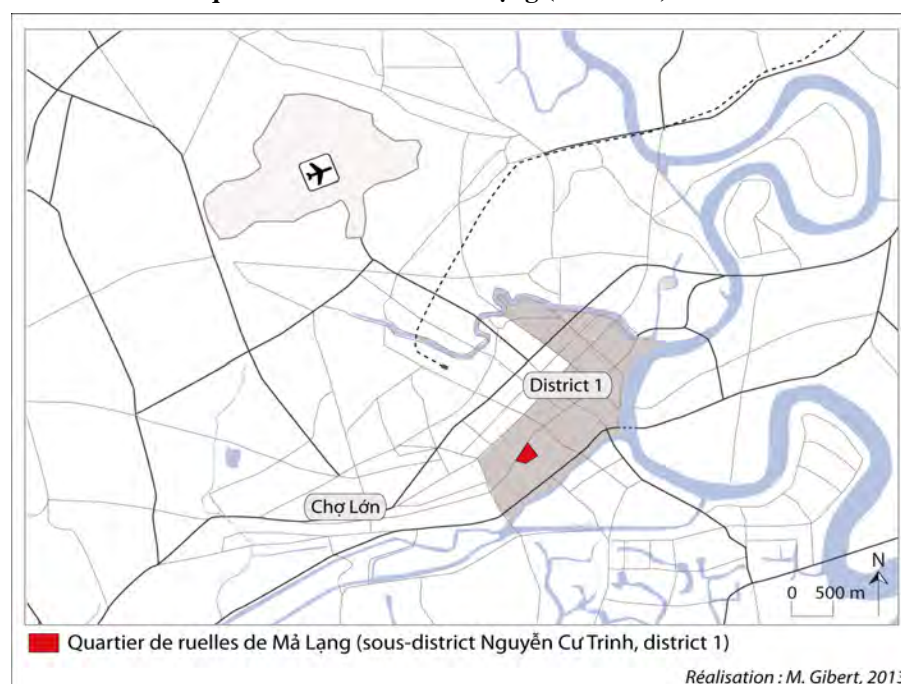 District 1
Chợ Lớn
N
0 500 m
Quartier de ruelles de Mả Lạng (sous-district Nguyễn Cư Trinh, district 1)
Réalisation : M. Gibert, 2013